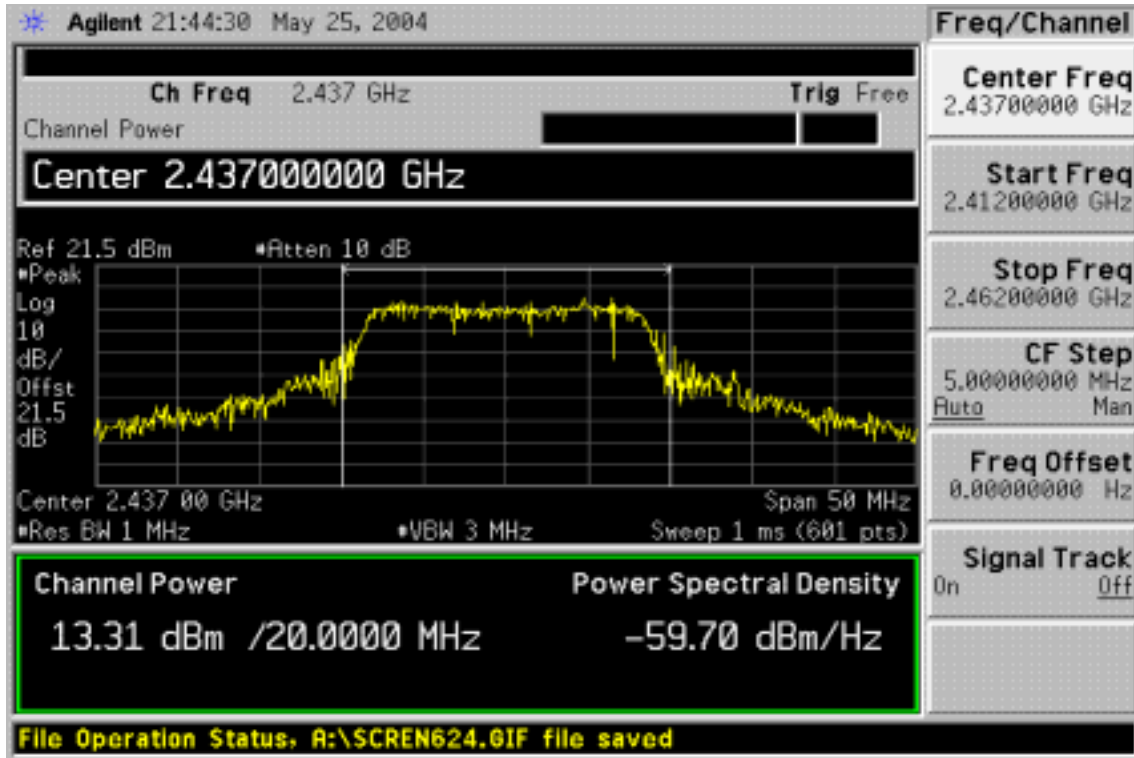 Agilent 21:44:30 May 25, 2004
Freq/Channel
Ch Freq 2.437 GHz Trig Free
Channel Power
Center 2.437000000 GHz
Ref 21.5 dBm #Atten 10 dB
#Peak
Log
10
dB/
Offst
21.5
dB
Center 2.437 00 GHz Span 50 MHz
#Res BW 1 MHz #VBW 3 MHz Sweep 1 ms (601 pts)
Channel Power Power Spectral Density
13.31 dBm /20.0000 MHz -59.70 dBm/Hz
File Operation Status, A:\SCREN624.GIF file saved
Center Freq
2.43700000 GHz
Start Freq
2.41200000 GHz
Stop Freq
2.46200000 GHz
CF Step
5.00000000 MHz
Auto Man
Freq Offset
0.00000000 Hz
Signal Track
On Off